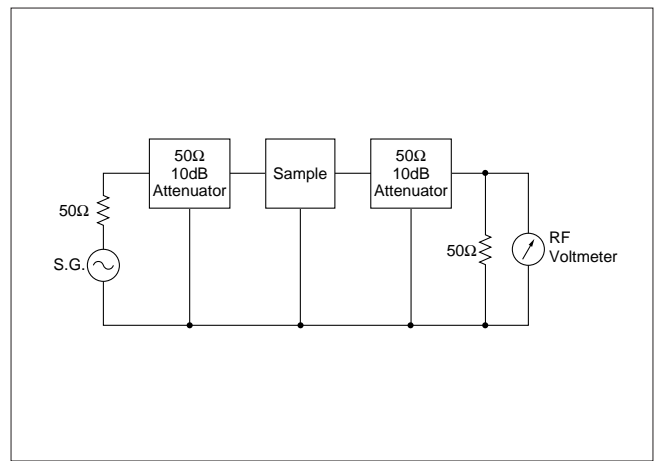 50Ω
10dB
Attenuator
Sample
50Ω
10dB
Attenuator
50Ω
S.G.
50Ω
RF
Voltmeter